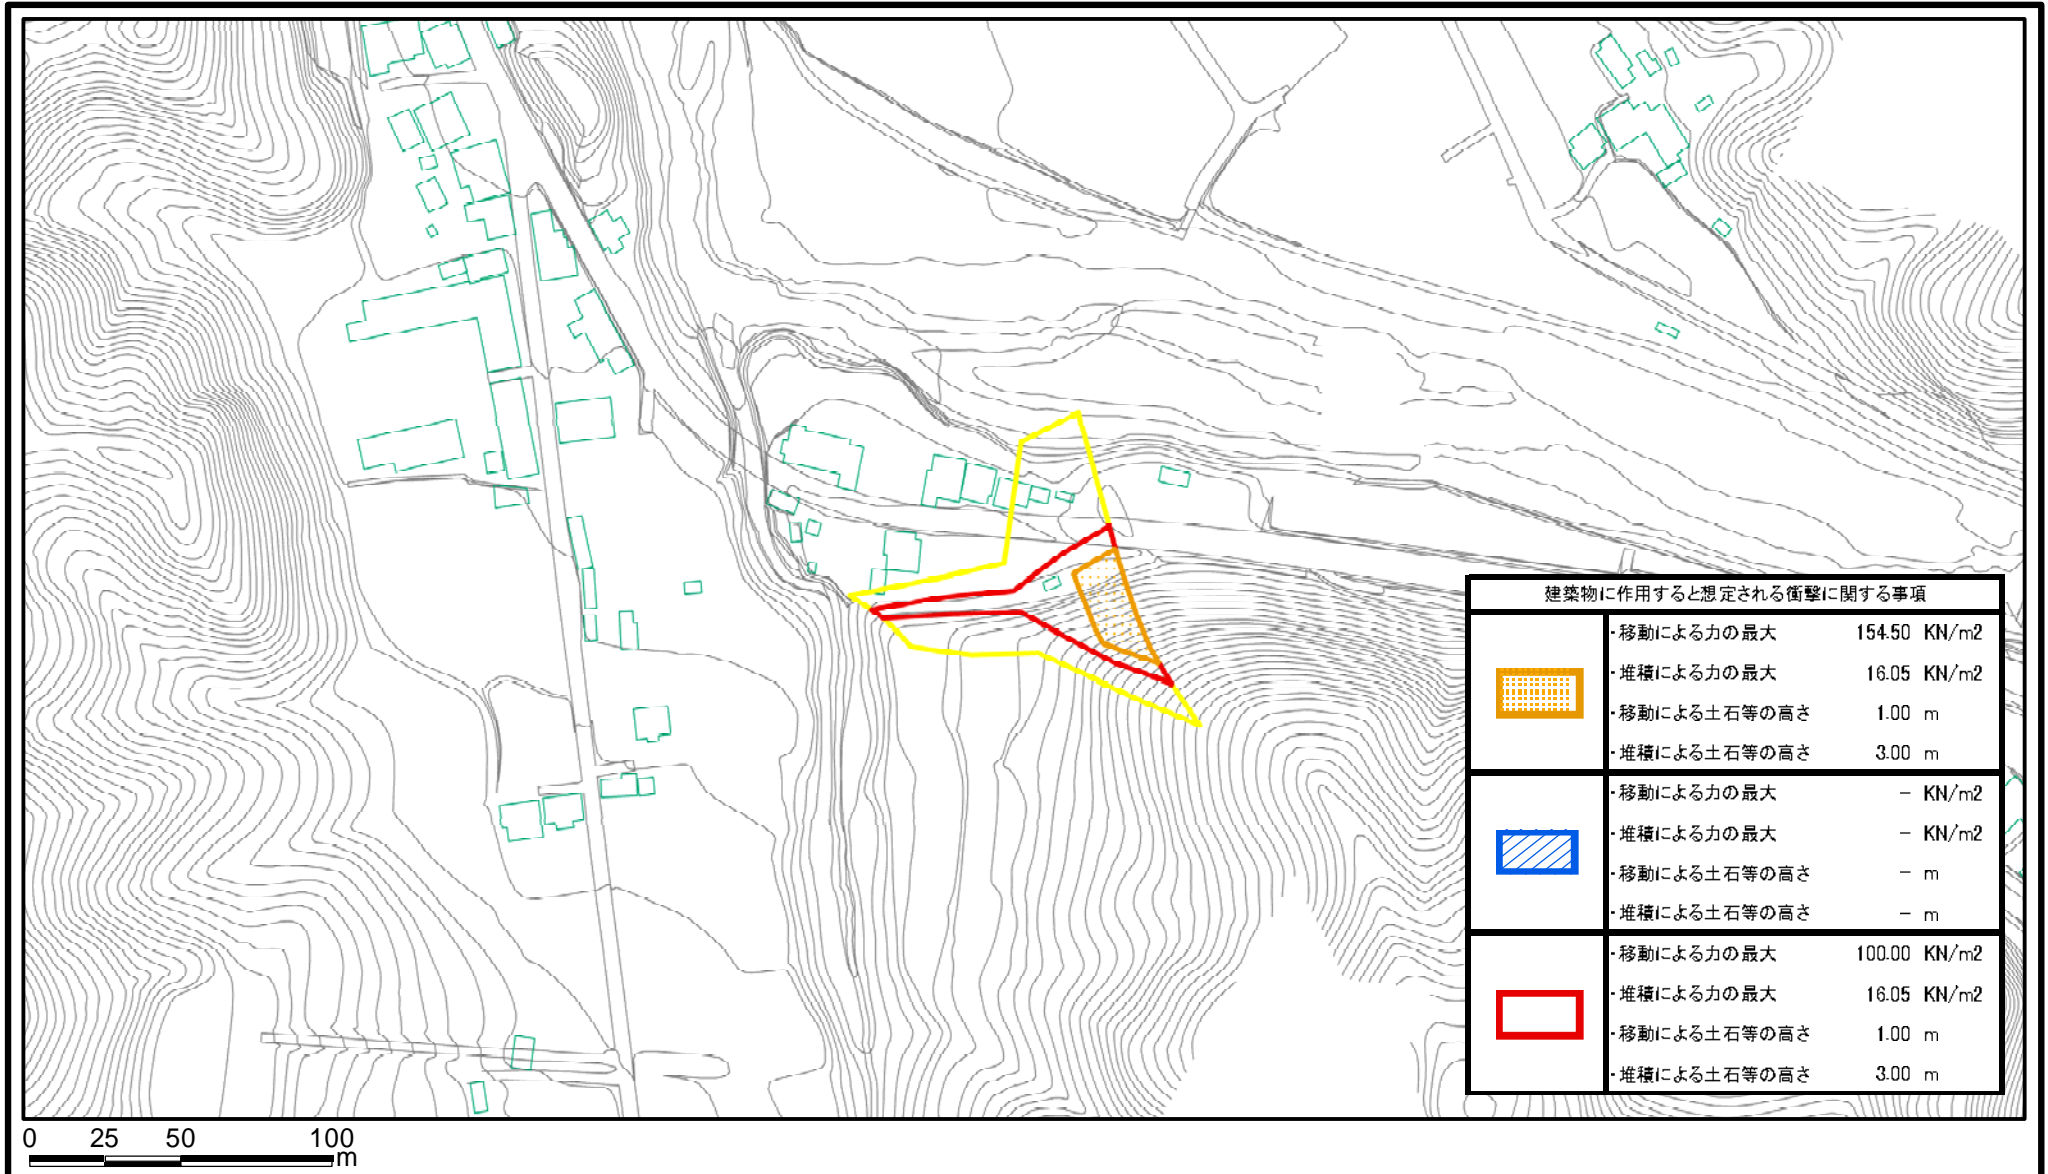 建築物に作用すると想定される衝撃に関する事項
・移動による力の最大 154.50 KN/m2
・堆積による力の最大 16.05 KN/m2
・移動による土石等の高さ 1.00 m
・堆積による土石等の高さ 3.00 m
・移動による力の最大 － KN/m2
・堆積による力の最大 － KN/m2
・移動による土石等の高さ － m
・堆積による土石等の高さ － m
・移動による力の最大 100.00 KN/m2
・堆積による力の最大 16.05 KN/m2
・移動による土石等の高さ 1.00 m
・堆積による土石等の高さ 3.00 m
0 25 50 100
m